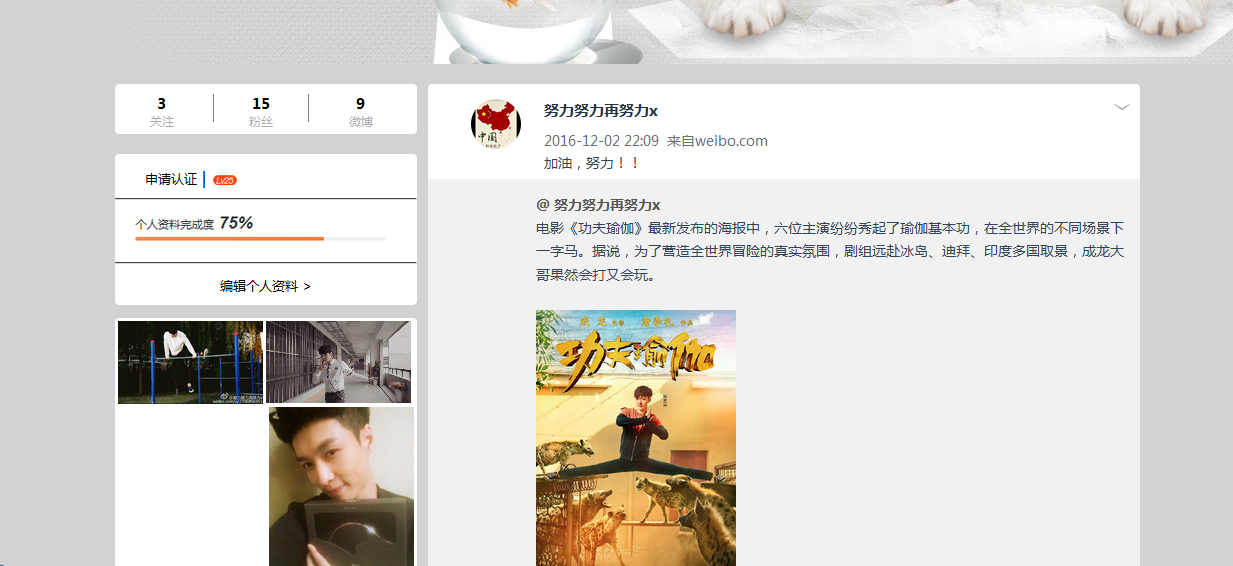 3
15
9
关注
粉丝
微博
申请认证
Lv25
个人资料完成度 75%
编辑个人资料 >
努力努力再努力x
2016-12-02 22:09 来自weibo.com
加油，努力！！
@ 努力努力再努力x
电影《功夫瑜伽》最新发布的海报中，六位主演纷纷秀起了瑜伽基本功，在全世界的不同场景下
一字马。据说，为了营造全世界冒险的真实氛围，剧组远赴冰岛、迪拜、印度多国取景，成龙大
哥果然会打又会玩。
中国
功夫瑜伽